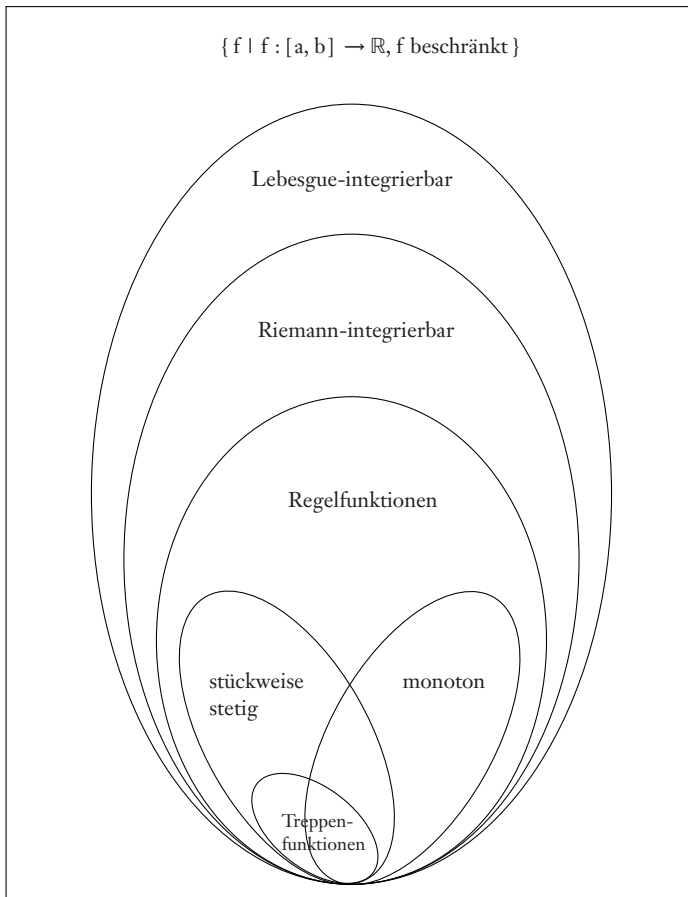 { f | f : [a, b] → ℝ, f beschränkt }
Lebesgue-integrierbar
Riemann-integrierbar
Regelfunktionen
stückweise
stetig
monoton
Treppen-
funktionen